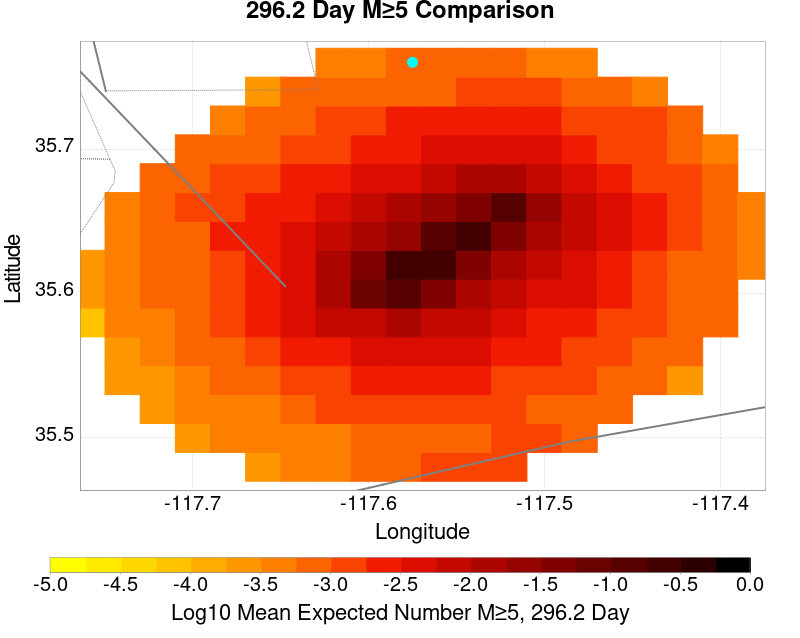 296.2 Day M≥5 Comparison
35.7
35.6
35.5
Latitude
-117.7 -117.6 -117.5 -117.4
Longitude
-5.0 -4.5 -4.0 -3.5 -3.0 -2.5 -2.0 -1.5 -1.0 -0.5 0.0
Log10 Mean Expected Number M≥5, 296.2 Day